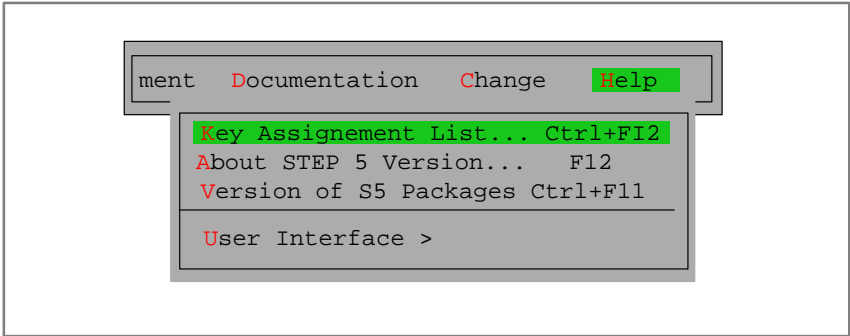 ment Documentation Change Help
Key Assignement List... Ctrl+FI2
About STEP 5 Version... F12
Version of S5 Packages Ctrl+F11
User Interface >